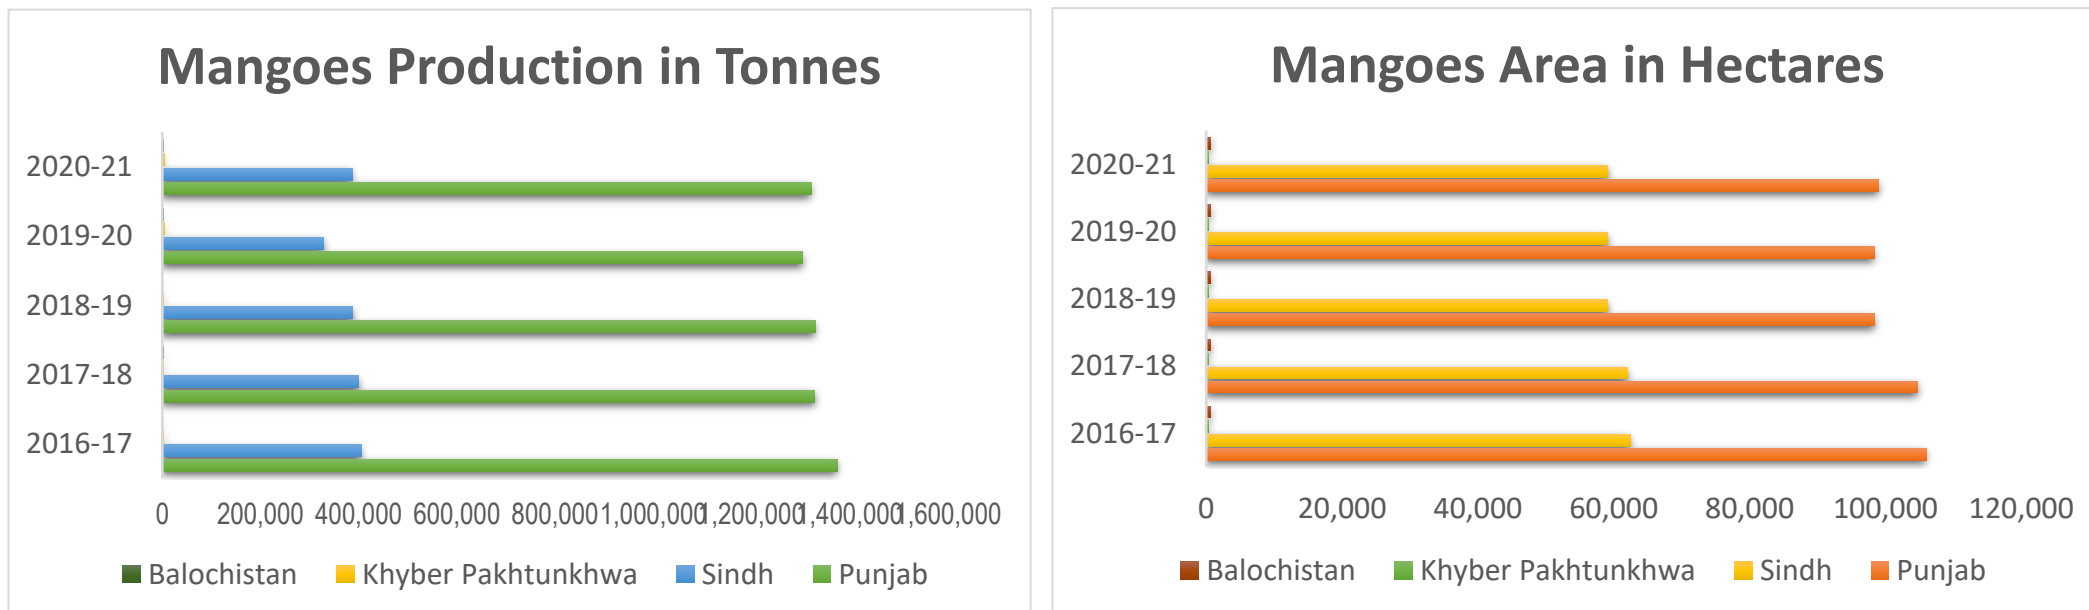 Mangoes Production in Tonnes
2020-21
2019-20
2018-19
2017-18
2016-17
0 200,000 400,000 600,000 800,000 1,000,000 1,200,000 1,400,000 1,600,000
Balochistan Khyber Pakhtunkhwa Sindh Punjab
Mangoes Area in Hectares
2020-21
2019-20
2018-19
2017-18
2016-17
0 20,000 40,000 60,000 80,000 100,000 120,000
Balochistan Khyber Pakhtunkhwa Sindh Punjab